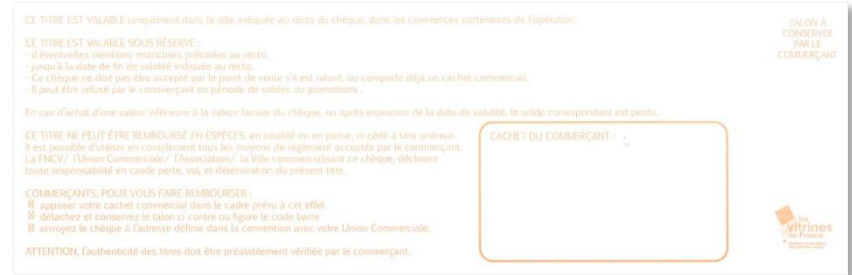 CE TITRE EST VALABLE uniquement dans la ville indiquée au recto du chèque, dans les commerces partenaires de l'opération
TALON À
CONSERVER
PAR LE
COMMERÇANT
CE TITRE EST VALABLE SOUS RÉSERVE :
- d'éventuelles mentions restrictives précisées au recto,
- jusqu'à la date de fin de validité indiquée au recto.
- Ce chèque ne doit pas être accepté par le point de vente s'il est raturé, ou comporte déjà un cachet commercial.
- Il peut être refusé par le commerçant en période de soldes ou promotions .
En cas d'achat d'une valeur inférieure à la valeur faciale du chèque, ou après expiration de la date de validité, le solde correspondant est perdu.
CE TITRE NE PEUT ÊTRE REMBOURSÉ EN ESPÈCES, en totalité ou en partie, ni cédé à titre onéreux.
Il est possible d'utiliser en complément tous les moyens de règlement acceptés par le commerçant.
La FNCV/ l'Union Commerciale/ l'Association/ la Ville commercialisant ce chèque, déclinent
toute responsabilité en casde perte, vol, et détérioration du présent titre.
CACHET DU COMMERÇANT :
COMMERÇANTS, POUR VOUS FAIRE REMBOURSER :
apposer votre cachet commercial dans le cadre prévu à cet effet
détachez et conservez le talon ci contre ou figure le code barre
envoyez le chèque à l'adresse définie dans la convention avec votre Union Commerciale.
ATTENTION, l'authenticité des titres doit être préalablement vérifiée par le commerçant.
les
vitrines
de France